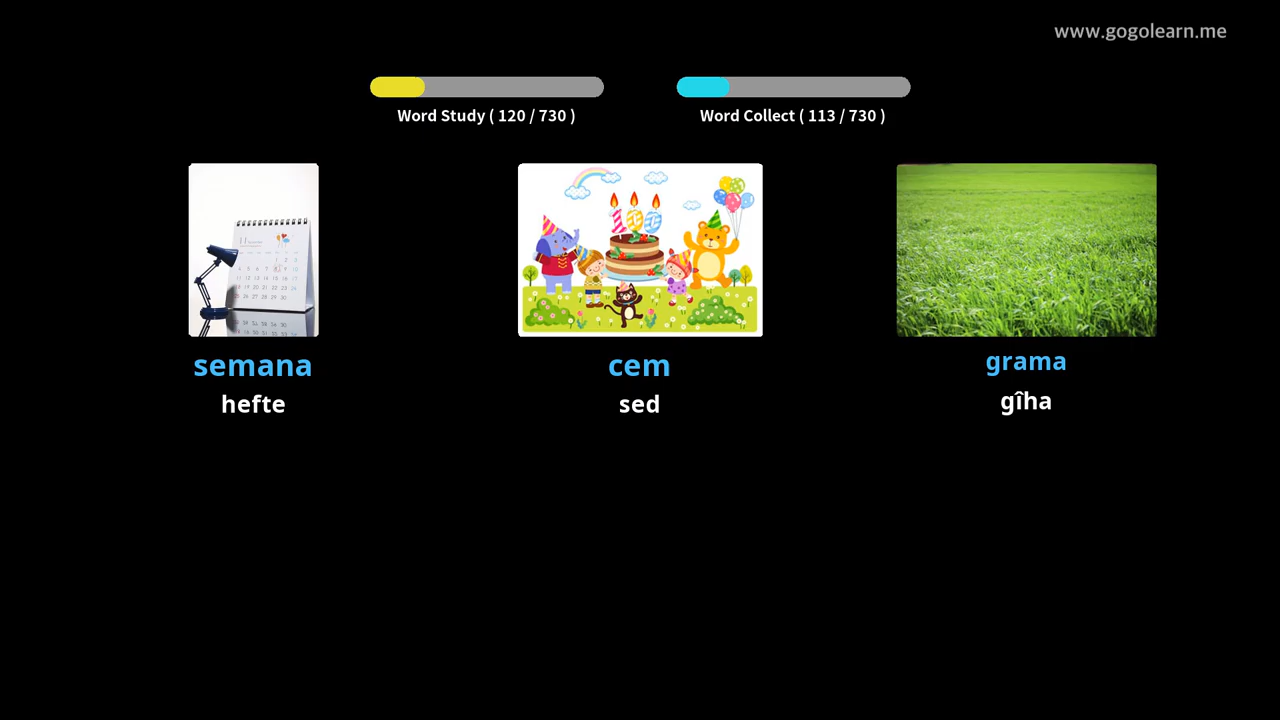 www.gogolearn.me
Word Study ( 120 / 730 )
Word Collect ( 113 / 730 )
semana
cem
grama
hefte
sed
gîha